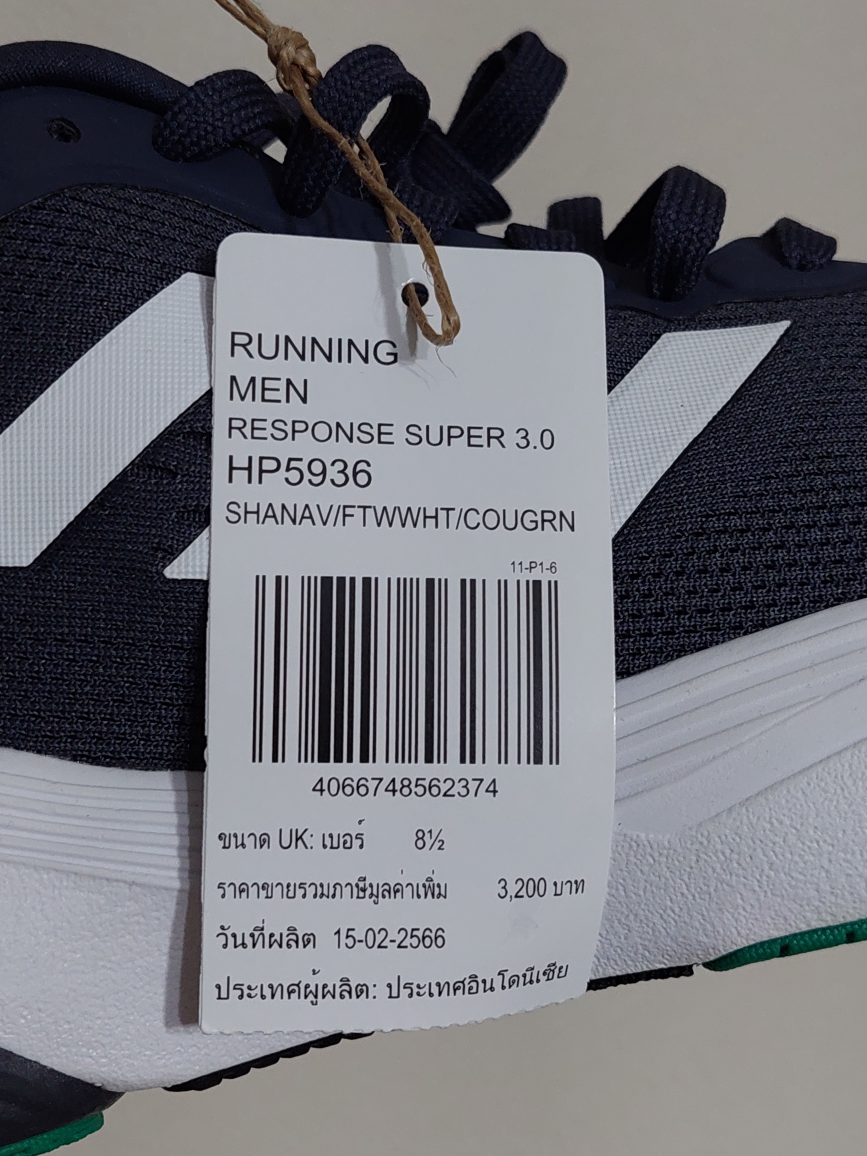 RUNNING
MEN
RESPONSE SUPER 3.0
HP5936
SHANAV/FTWWHT/COUGRN
11-P1-6
4066748562374
ขนาด UK: เบอร์ 8½
ราคาขายรวมภาษีมูลค่าเพิ่ม 3,200 บาท
วันที่ผลิต 15-02-2566
ประเทศผู้ผลิต: ประเทศอินโดนีเซีย